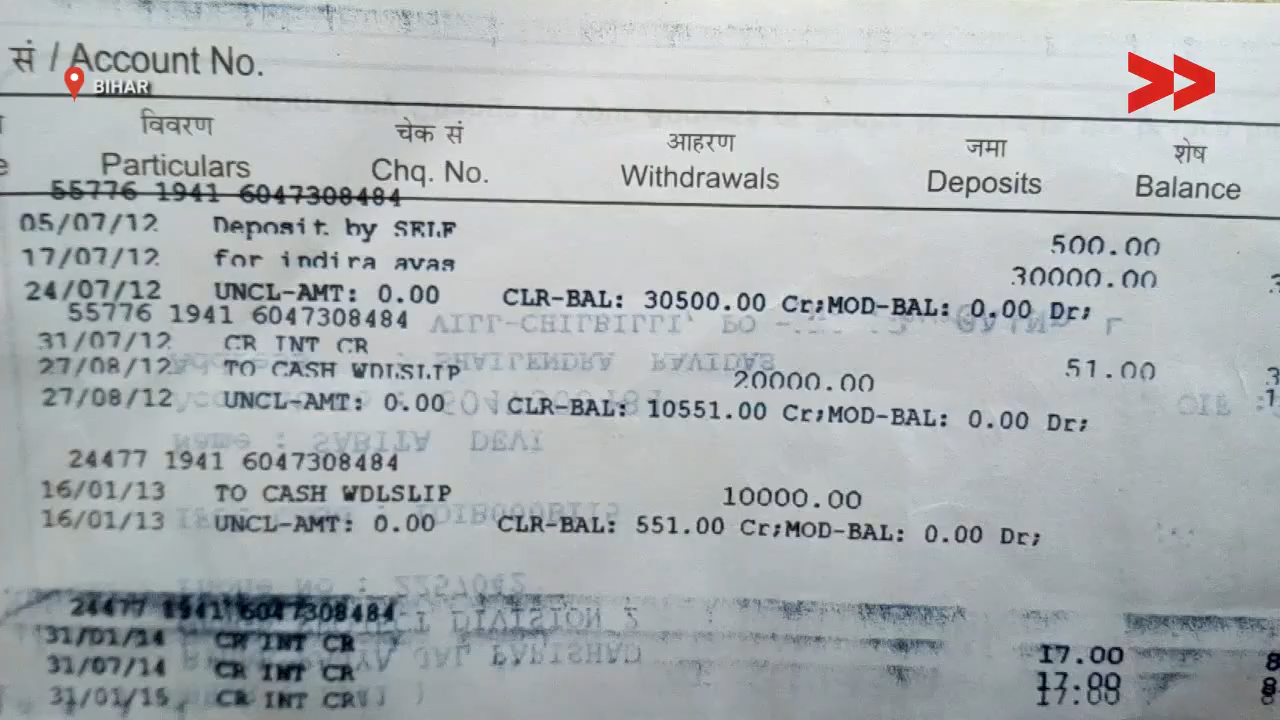 सं / Account No.
BIHAR
विवरण चेक सं आहरण जमा शेष
Particulars Chq. No. Withdrawals Deposits Balance
55776 1941 6047308484
05/07/12 Deposit by SELF 500.00
17/07/12 for indira avas 30000.00
24/07/12 UNCL-AMT: 0.00 CLR-BAL: 30500.00 Cr;MOD-BAL: 0.00 Dr;
55776 1941 6047308484
31/07/12 CR INT CR 51.00
27/08/12 TO CASH WDLSLIP 20000.00
27/08/12 UNCL-AMT: 0.00 CLR-BAL: 10551.00 Cr;MOD-BAL: 0.00 Dr;
24477 1941 6047308484
16/01/13 TO CASH WDLSLIP 10000.00
16/01/13 UNCL-AMT: 0.00 CLR-BAL: 551.00 Cr;MOD-BAL: 0.00 Dr;
24477 1941 6047308484
31/01/14 CR INT CR 17.00
31/07/14 CR INT CR
31/01/15 CR INT CR